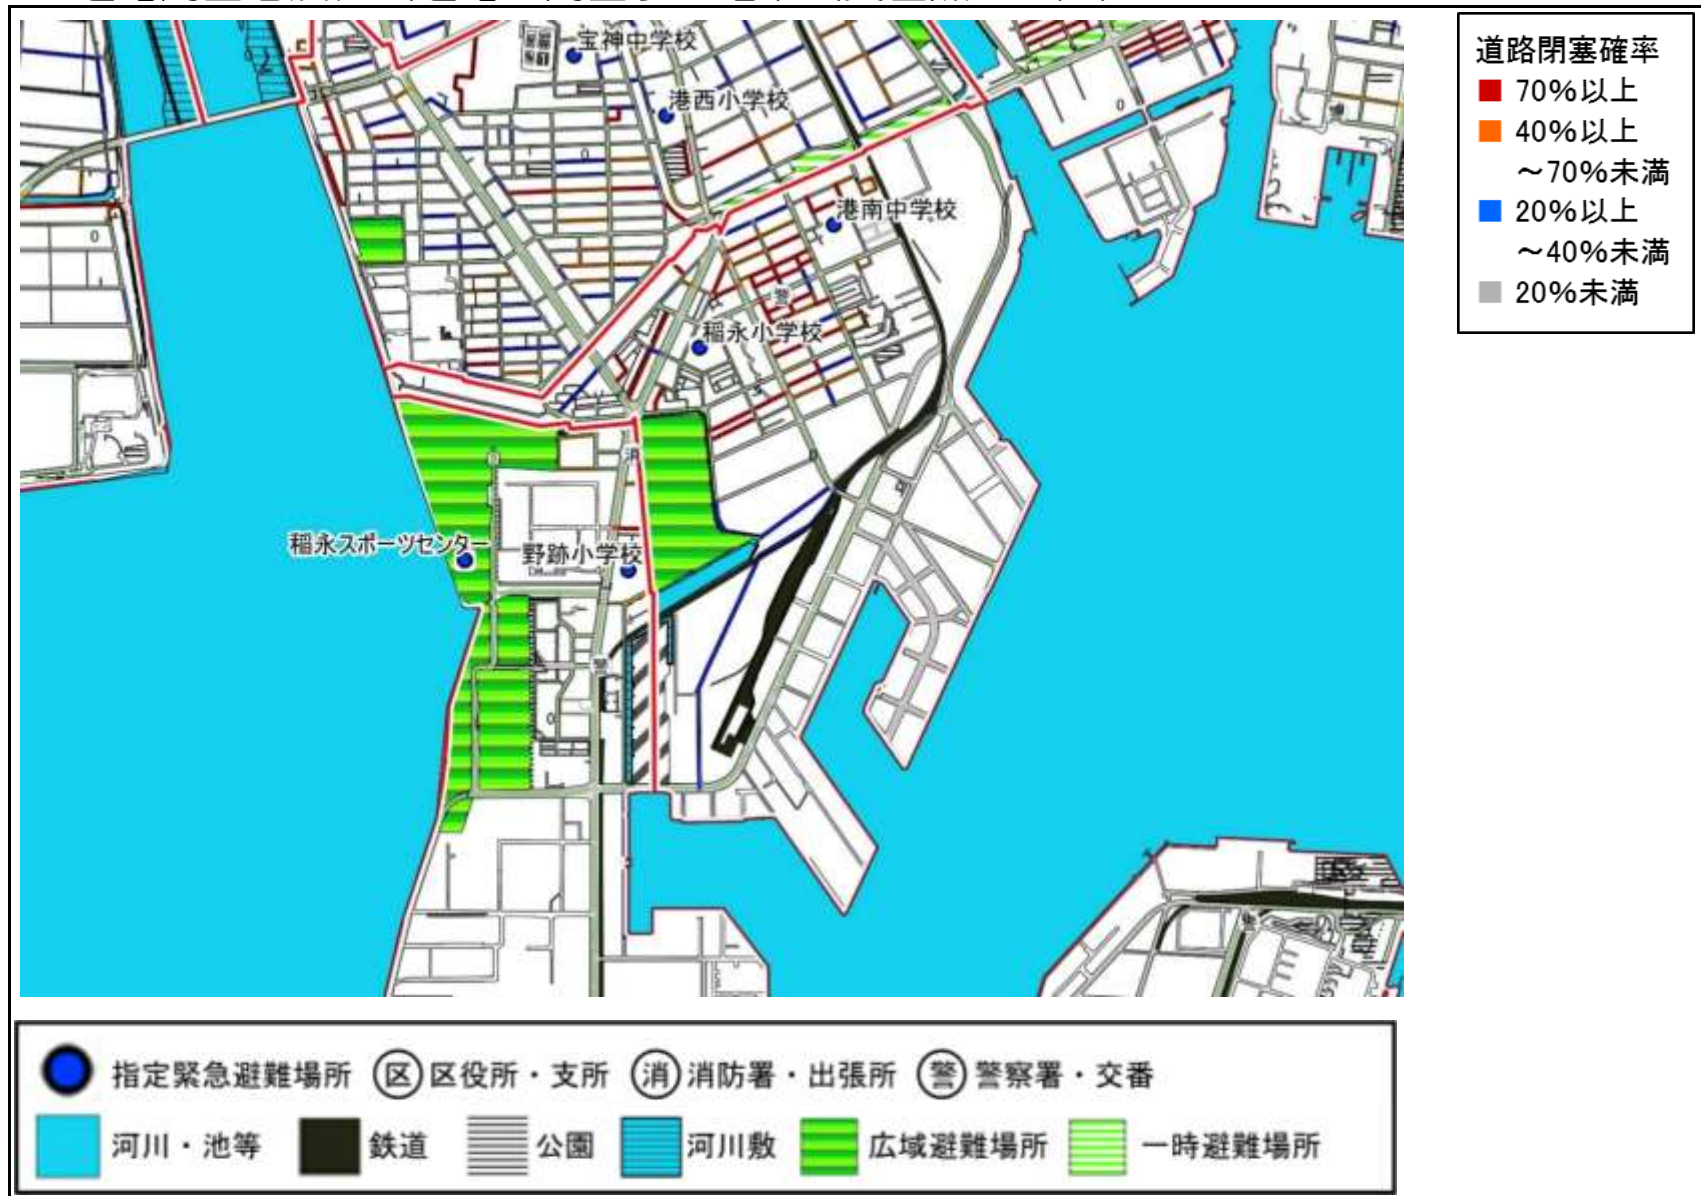 宝神中学校
港西小学校
港南中学校
警
稲永小学校
消
稲永スポーツセンター
野跡小学校
警
道路閉塞確率
70%以上
40%以上
～70%未満
20%以上
～40%未満
20%未満
指定緊急避難場所 区 区役所・支所 消 消防署・出張所 警 警察署・交番
河川・池等 鉄道 公園 河川敷 広域避難場所 一時避難場所